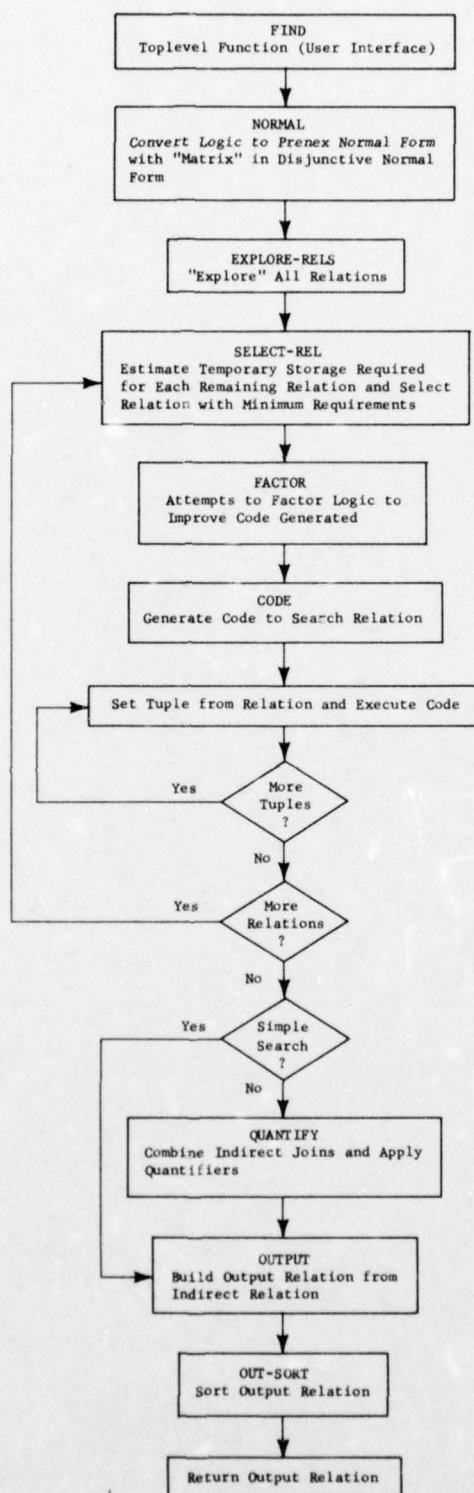 FIND
Toplevel Function (User Interface)
NORMAL
Convert Logic to Prenex Normal Form
with "Matrix" in Disjunctive Normal
Form
EXPLORE-RELS
"Explore" All Relations
SELECT-REL
Estimate Temporary Storage Required
for Each Remaining Relation and Select
Relation with Minimum Requirements
FACTOR
Attempts to Factor Logic to
Improve Code Generated
CODE
Generate Code to Search Relation
Set Tuple from Relation and Execute Code
Yes
More
Tuples
?
No
Yes
More
Relations
?
No
Yes
Simple
Search
?
No
QUANTIFY
Combine Indirect Joins and Apply
Quantifiers
OUTPUT
Build Output Relation from
Indirect Relation
OUT-SORT
Sort Output Relation
Return Output Relation